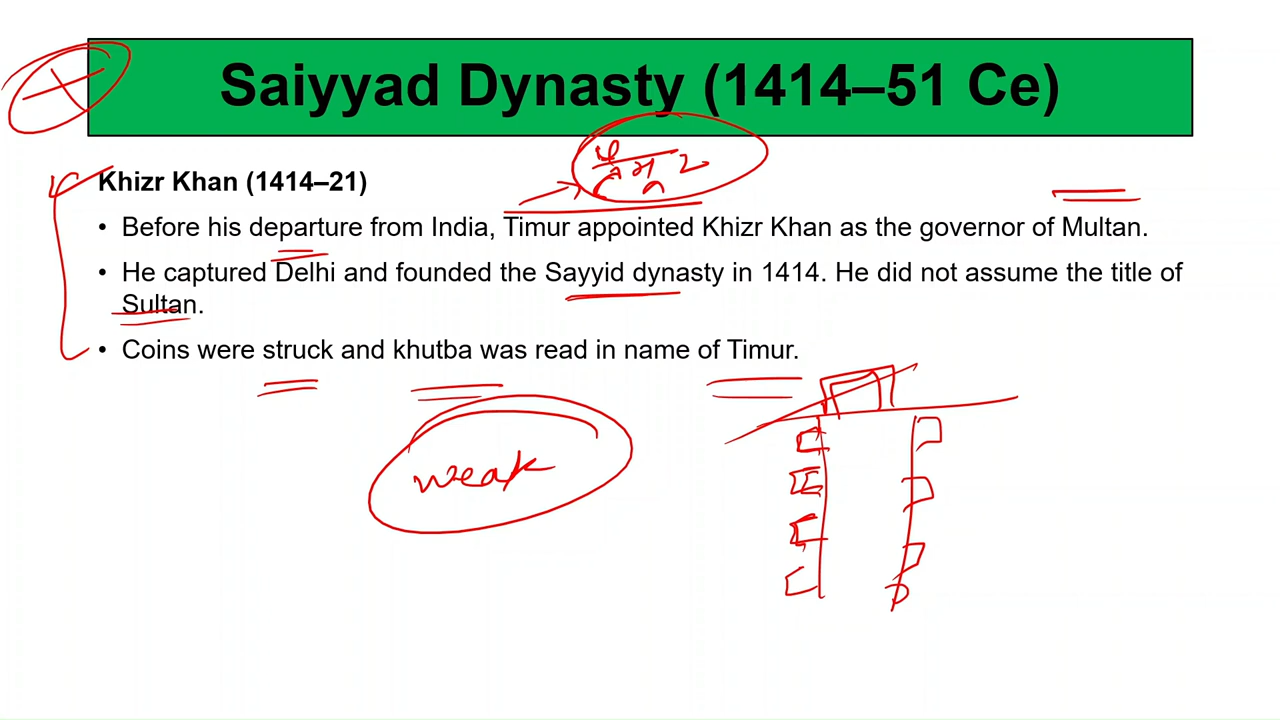 Saiyyad Dynasty (1414–51 Ce)
Khizr Khan (1414–21)
• Before his departure from India, Timur appointed Khizr Khan as the governor of Multan.
• He captured Delhi and founded the Sayyid dynasty in 1414. He did not assume the title of
Sultan.
• Coins were struck and khutba was read in name of Timur.
weak